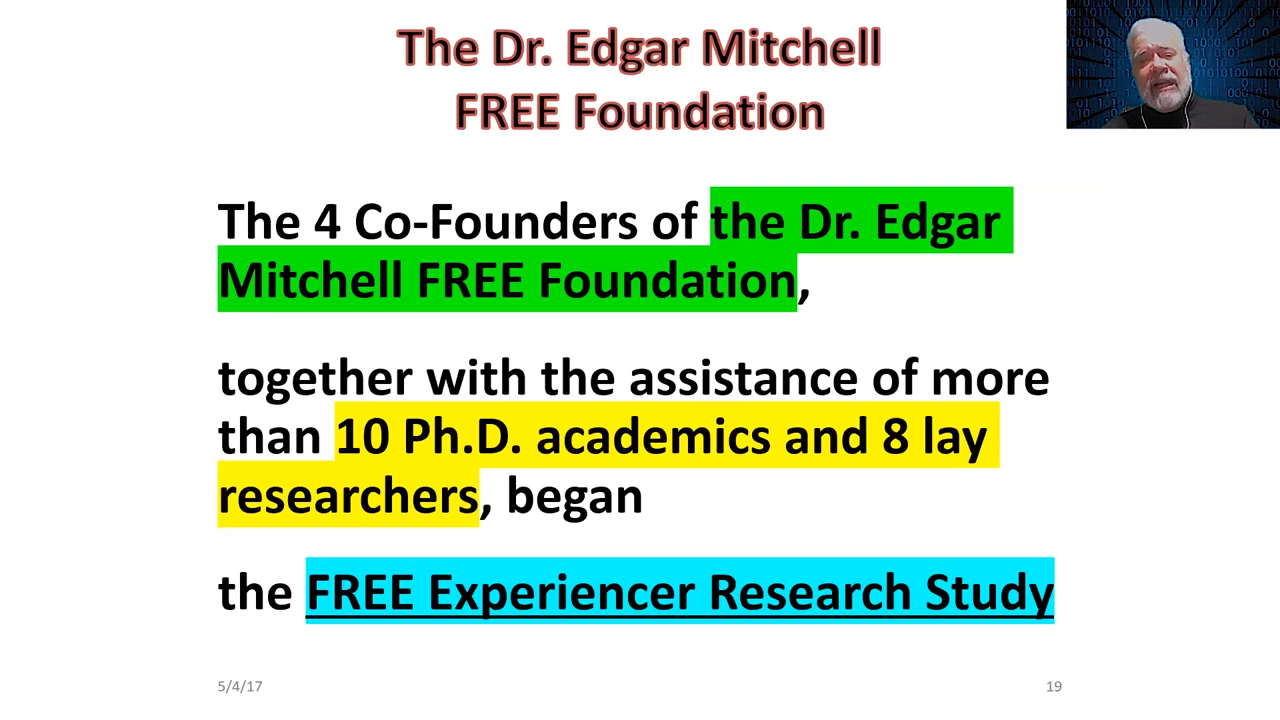 The Dr. Edgar Mitchell
FREE Foundation
The 4 Co-Founders of the Dr. Edgar
Mitchell FREE Foundation,
together with the assistance of more
than 10 Ph.D. academics and 8 lay
researchers, began
the FREE Experiencer Research Study
5/4/17
19